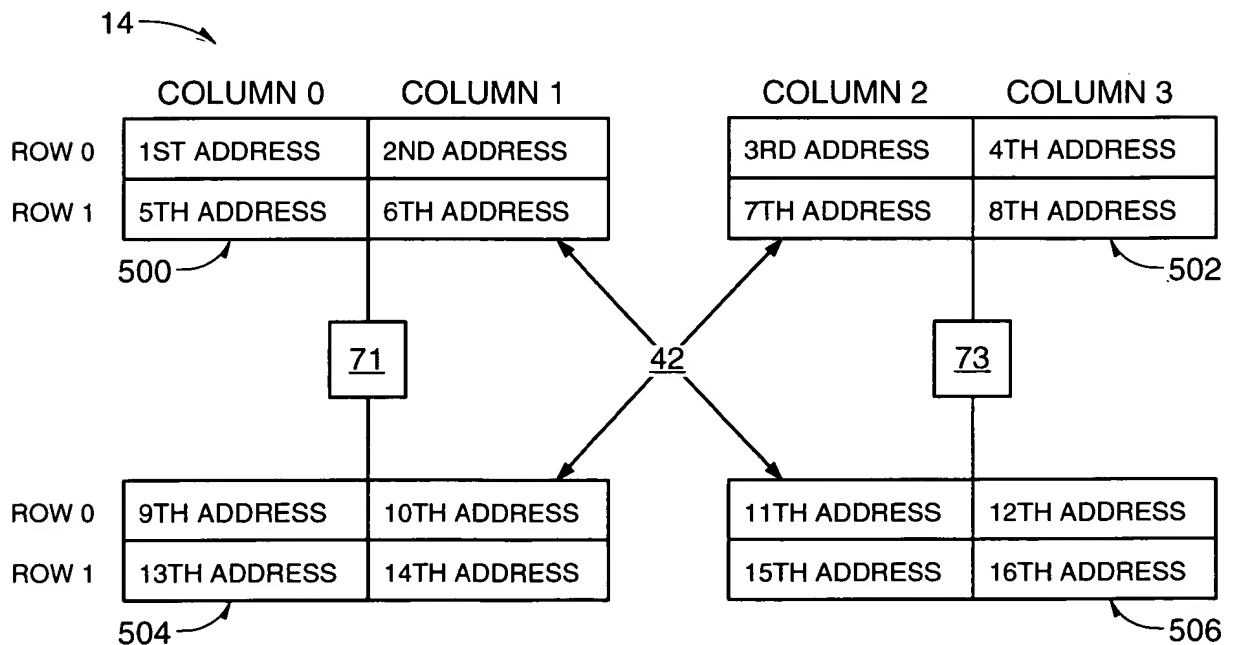 14
COLUMN 0 COLUMN 1 COLUMN 2 COLUMN 3
ROW 0 1ST ADDRESS 2ND ADDRESS 3RD ADDRESS 4TH ADDRESS
ROW 1 5TH ADDRESS 6TH ADDRESS 7TH ADDRESS 8TH ADDRESS
500 502
71 42 73
ROW 0 9TH ADDRESS 10TH ADDRESS 11TH ADDRESS 12TH ADDRESS
ROW 1 13TH ADDRESS 14TH ADDRESS 15TH ADDRESS 16TH ADDRESS
504 506